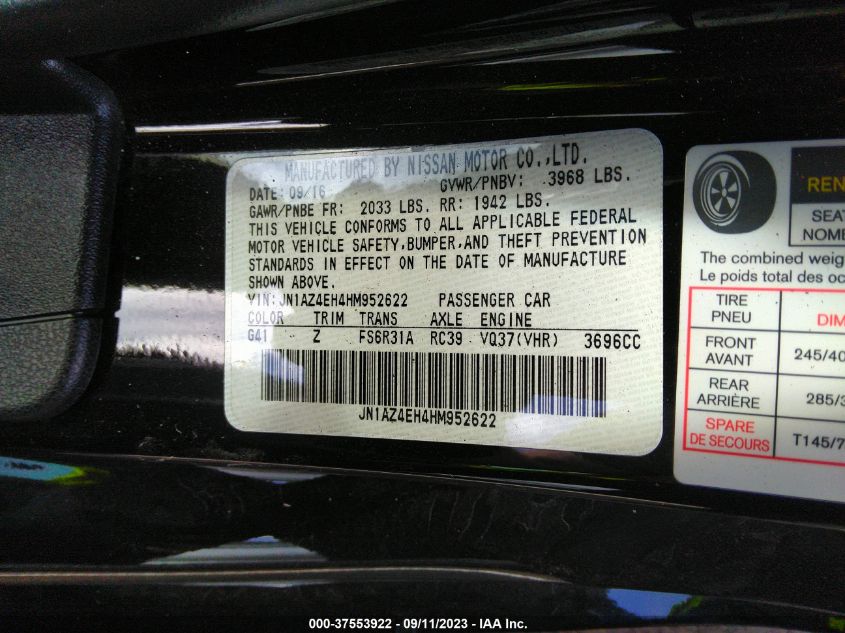 MANUFACTURED BY NISSAN MOTOR CO.,LTD.
DATE: 09/16 GVWR/PNBV: 3968 LBS.
GAWR/PNBE FR: 2033 LBS. RR: 1942 LBS.
THIS VEHICLE CONFORMS TO ALL APPLICABLE FEDERAL
MOTOR VEHICLE SAFETY,BUMPER,AND THEFT PREVENTION
STANDARDS IN EFFECT ON THE DATE OF MANUFACTURE
SHOWN ABOVE.
VIN:JN1AZ4EH4HM952622 PASSENGER CAR
COLOR TRIM TRANS AXLE ENGINE
G41 Z FS6R31A RC39 VQ37(VHR) 3696CC
JN1AZ4EH4HM952622
REN
SEAT
NOMB
The combined weig
Le poids total des oc
TIRE
PNEU
DIM
FRONT
AVANT
245/40
REAR
ARRIÈRE
285/3
SPARE
DE SECOURS
T145/7
000-37553922 - 09/11/2023 - IAA Inc.